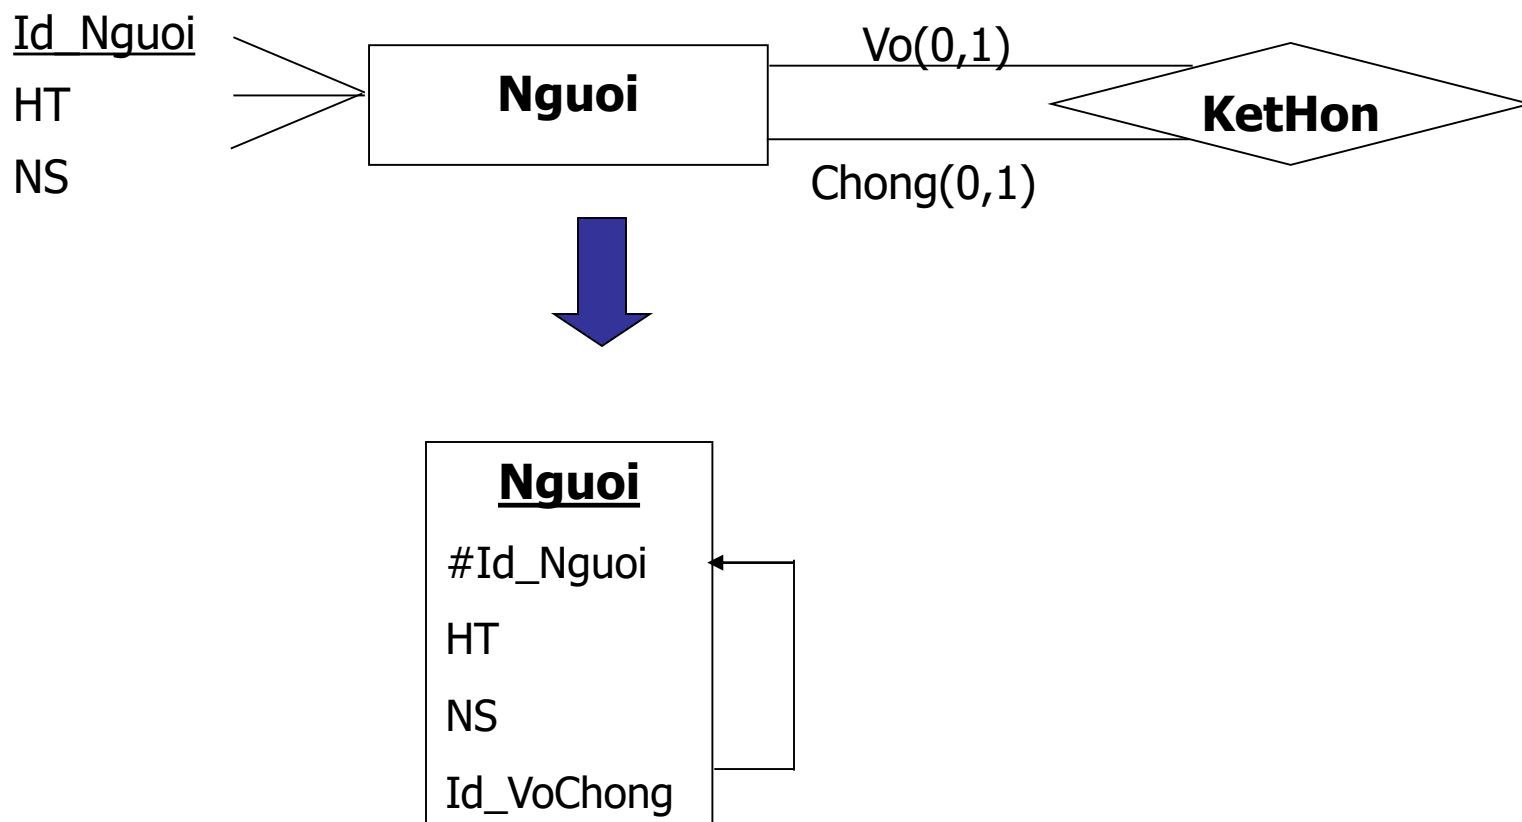 Id_Nguoi
HT
NS
Nguoi
Vo(0,1)
Chong(0,1)
KetHon
Nguoi
#Id_Nguoi
HT
NS
Id_VoChong